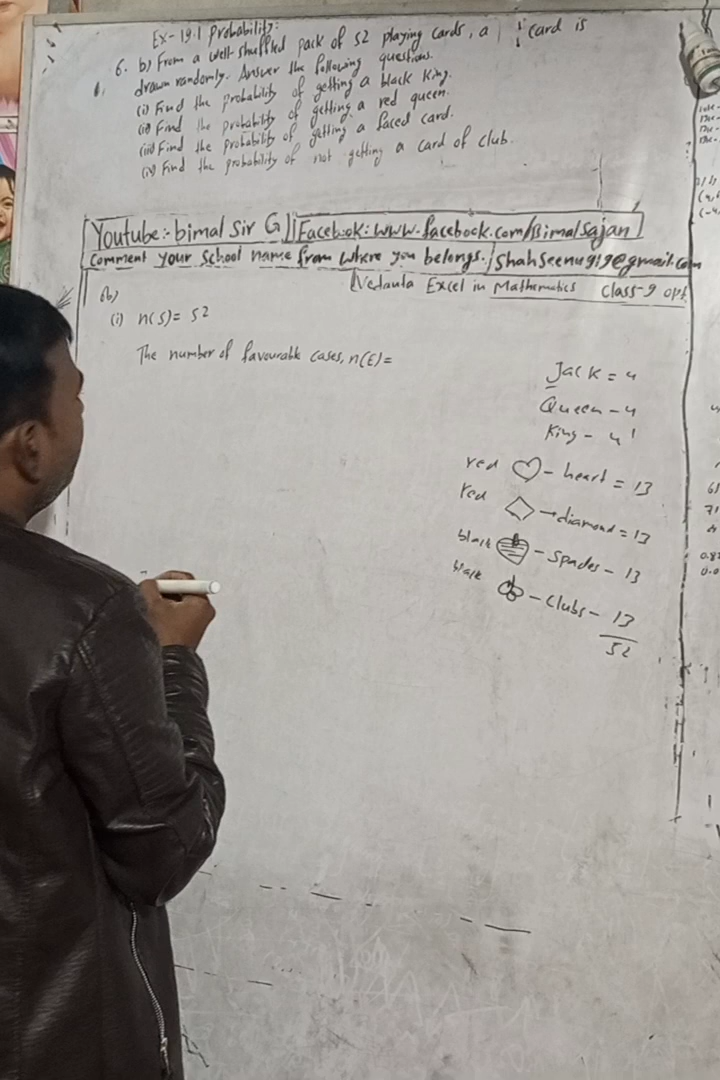 Ex- 19.1 Probability:
6. b) From a well-shuffled pack of 52 playing cards, a card is
drawn randomly. Answer the following questions.
(i) Find the probability of getting a black King.
(ii) Find the probability of getting a red queen.
(iii) Find the probability of getting a faced card.
(iv) Find the probability of not getting a card of club.
Youtube:- bimal Sir G || Facebook: www.facebook.com/Bimalsajan
Comment your School name from where you belongs. / Shahseenu919@gmail.com
Vedanta Excel in Mathematics Class-9 opt
6b)
(i) n(s) = 52
The number of favourable cases, n(E) =
Jack = 4
Queen - 4
King - 4
red - heart = 13
red → diamond = 13
black - Spades - 13
black - Clubs - 13
52